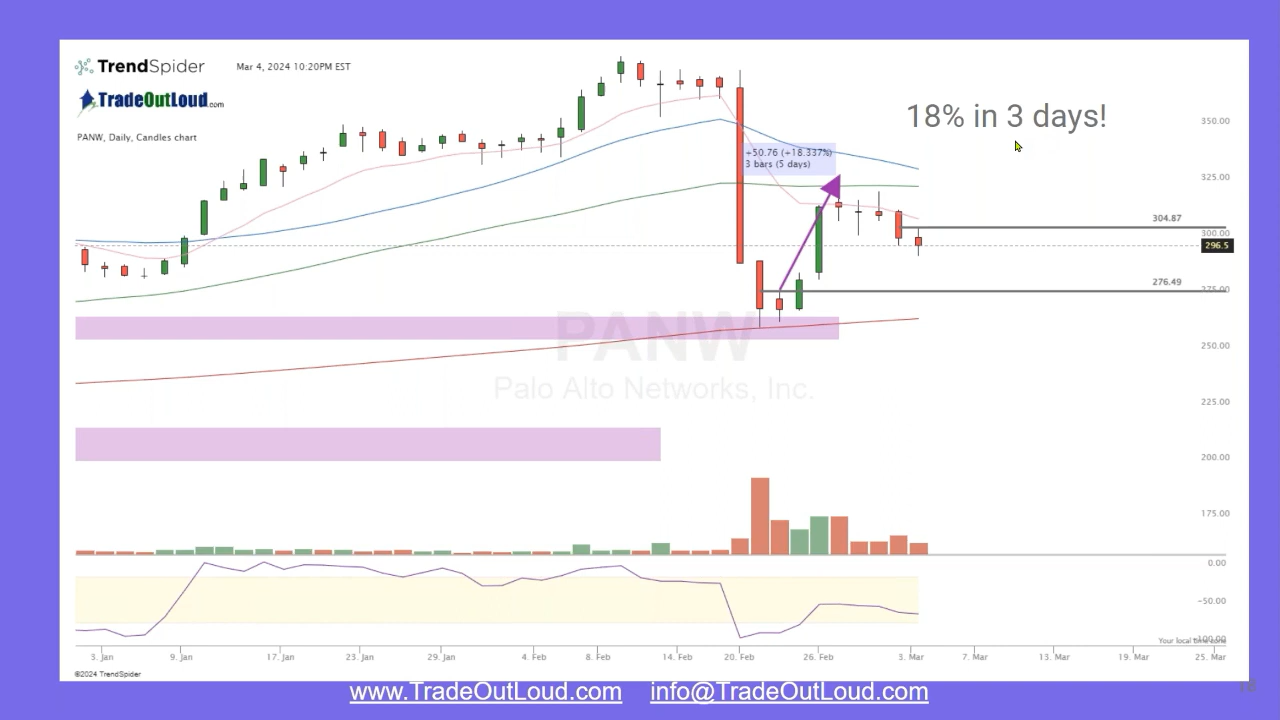 TrendSpider
Mar 4, 2024 10:20PM EST
TradeOutLoud.com
PANW, Daily, Candles chart
18% in 3 days!
350.00
+50.76 (+18.337%)
3 bars (5 days)
325.00
304.87
300.00
296.5
276.49
275.00
PANW
250.00
Palo Alto Networks, Inc.
225.00
200.00
175.00
0.00
−50.00
−100.00
Your local time zone
3. Jan 9. Jan 17. Jan 23. Jan 29. Jan 4. Feb 8. Feb 14. Feb 20. Feb 26. Feb 3. Mar 7. Mar 13. Mar 19. Mar 25. Mar
©2024 TrendSpider
18
www.TradeOutLoud.com info@TradeOutLoud.com